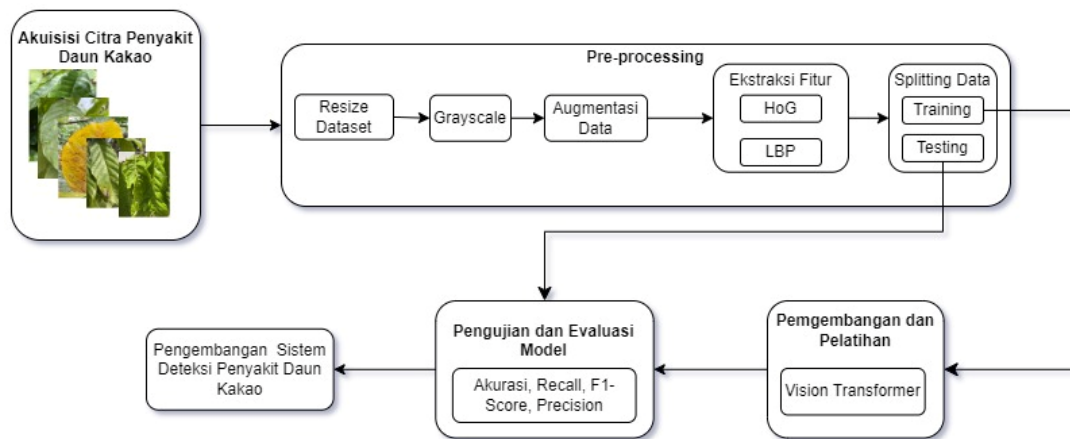 Akuisisi Citra Penyakit
Daun Kakao
Pre-processing
Resize
Dataset
Grayscale
Augmentasi
Data
Ekstraksi Fitur
HoG
LBP
Splitting Data
Training
Testing
Pengujian dan Evaluasi
Model
Akurasi, Recall, F1-
Score, Precision
Pemgembangan dan
Pelatihan
Vision Transformer
Pengembangan Sistem
Deteksi Penyakit Daun
Kakao